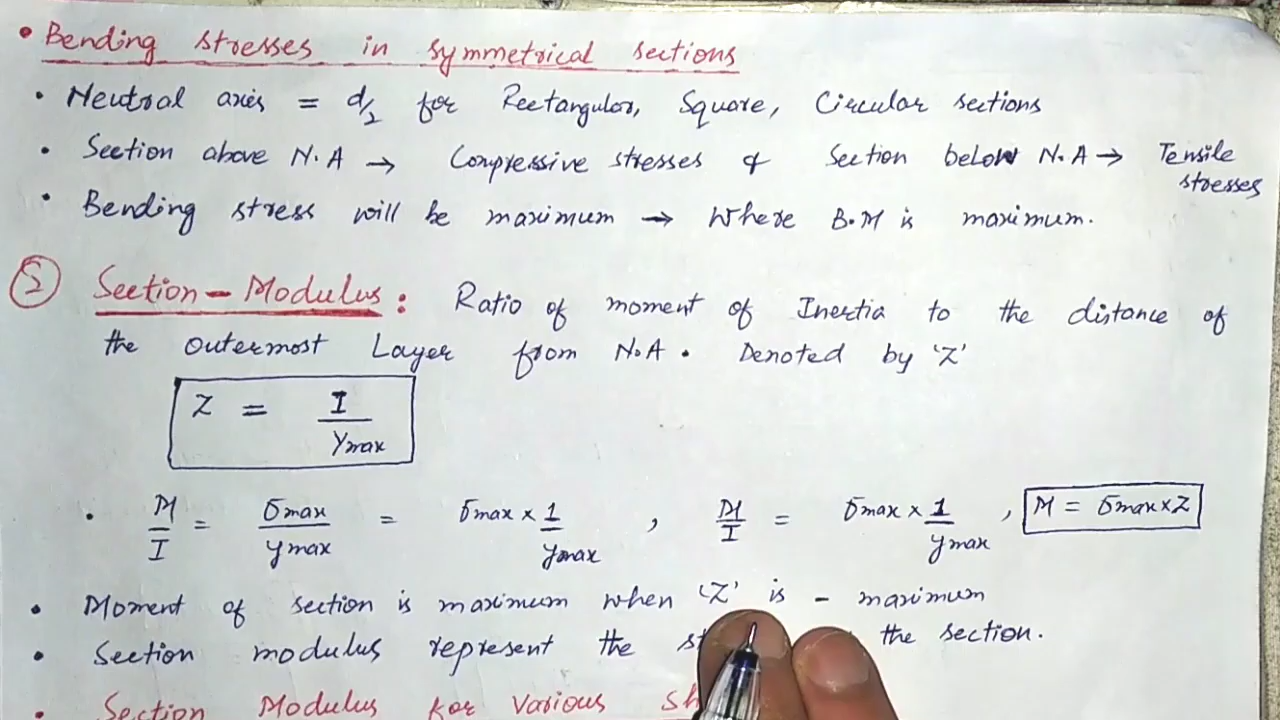 • Bending stresses in symmetrical sections
• Neutral axis = d/2 for Rectangular, Square, Circular sections
• Section above N.A → Compressive stresses & Section below N.A → Tensile stresses
• Bending stress will be maximum → where B.M is maximum.
② Section - Modulus : Ratio of moment of Inertia to the distance of
the outermost Layer from N.A. Denoted by 'Z'
Z = I / Ymax
• M/I = σmax/ymax = σmax × 1/ymax , M/I = σmax × 1/ymax , M = σmax × Z
• Moment of section is maximum when 'Z' is - maximum
• Section modulus represent the the section.
• Section Modulus for Various